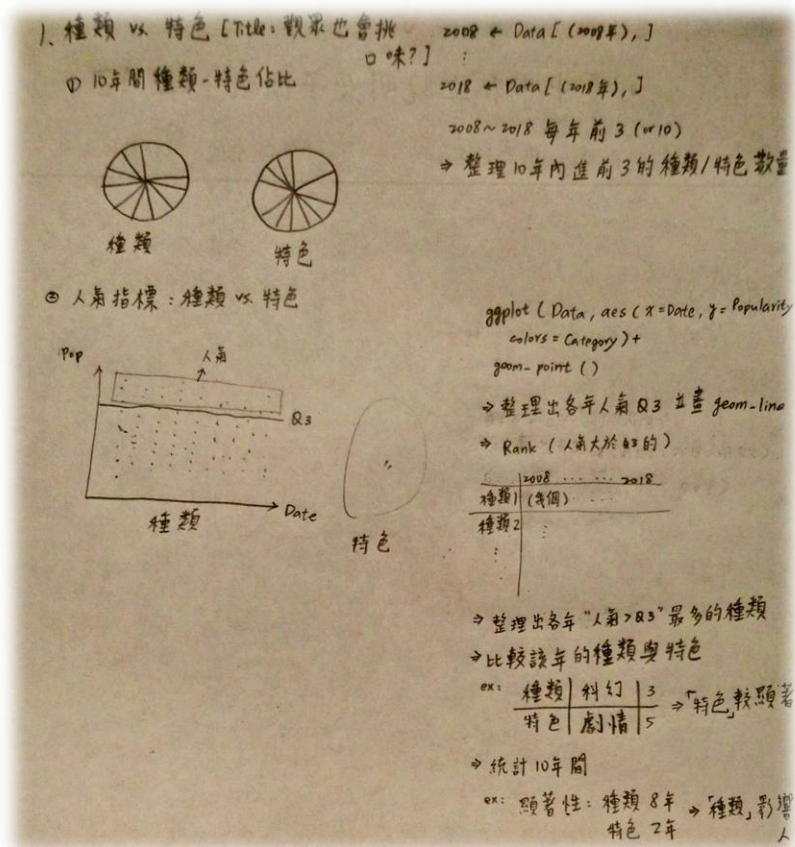 1、種類 vs. 特色 [Title: 觀眾也會挑
口味?]
① 10年間種類-特色佔比
種類
特色
2008 ← Data [ (2008年), ]
:
2018 ← Data [ (2018年), ]
2008~2018 每年前 3 (or 10)
⇒ 整理10年內進前3的種類/特色數量
② 人氣指標:種類 vs. 特色
Pop
人氣
Q3
Date
種類
特色
ggplot ( Data, aes ( x=Date, y= Popularity
colors = Category ) +
geom-point ()
⇒ 整理出各年人氣Q3 並畫 geom-line
⇒ Rank ( 人氣大於Q3的 )
2008 ... ... 2018
種類1 (幾個) ...
種類2 :
⇒ 整理出各年"人氣>Q3"最多的種類
⇒ 比較該年的種類與特色
ex: 種類 | 科幻 | 3
特色 | 劇情 | 5 ⇒「特色」較顯著
⇒ 統計10年間
ex: 顯著性: 種類 8年 ⇒「種類」影響
特色 2年 人